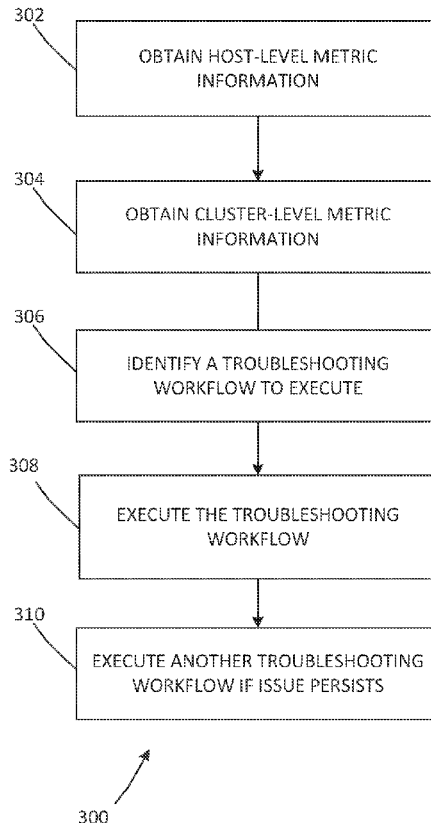 302
OBTAIN HOST-LEVEL METRIC
INFORMATION
304
OBTAIN CLUSTER-LEVEL METRIC
INFORMATION
306
IDENTIFY A TROUBLESHOOTING
WORKFLOW TO EXECUTE
308
EXECUTE THE TROUBLESHOOTING
WORKFLOW
310
EXECUTE ANOTHER TROUBLESHOOTING
WORKFLOW IF ISSUE PERSISTS
300